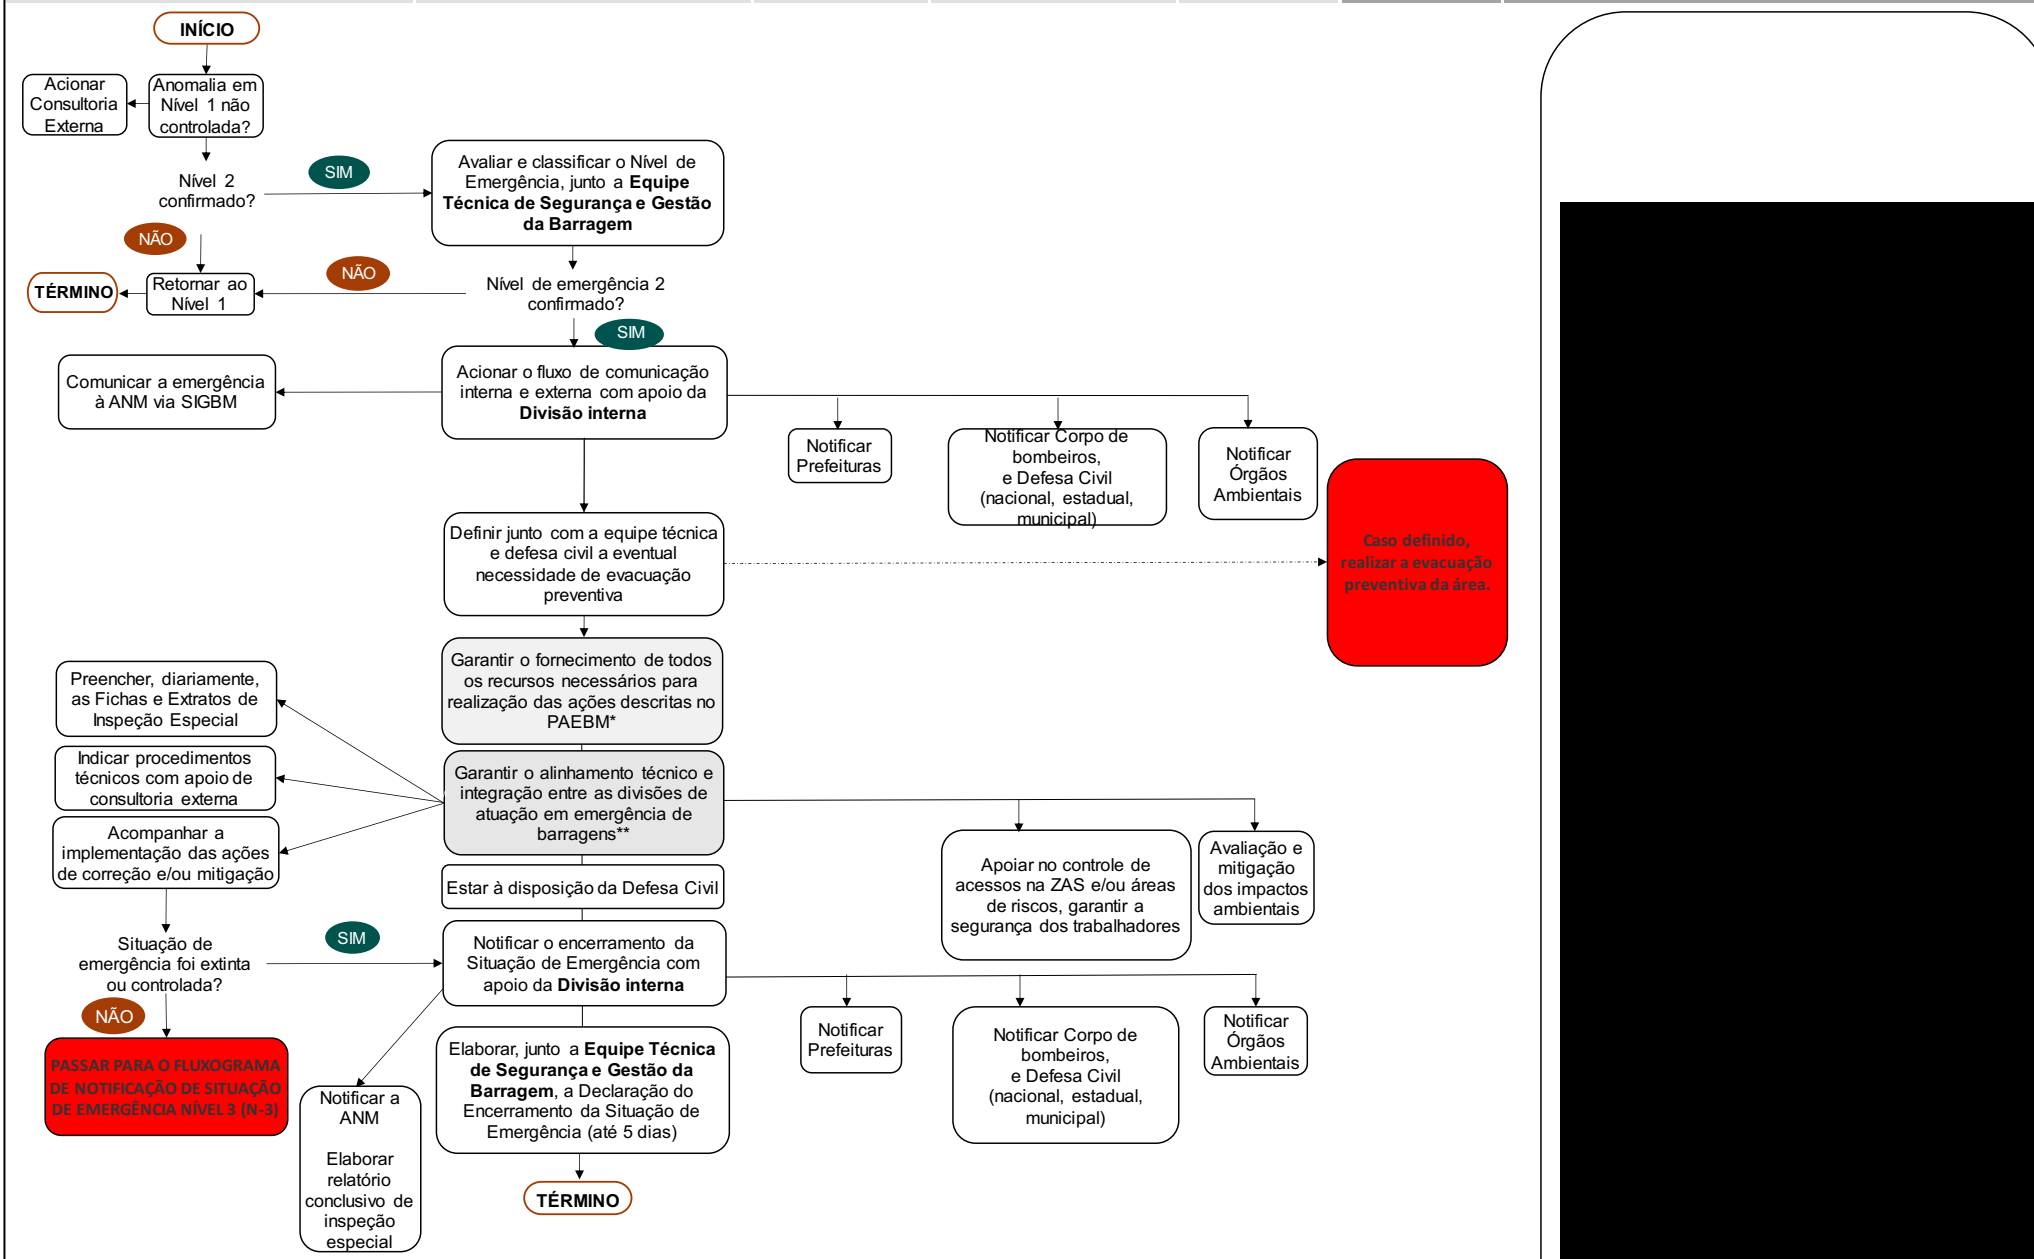 INÍCIO
Acionar
Consultoria
Externa
Anomalia em
Nível 1 não
controlada?
Nível 2
confirmado?
SIM
Avaliar e classificar o Nível de
Emergência, junto a Equipe
Técnica de Segurança e Gestão
da Barragem
NÃO
TÉRMINO
Retornar ao
Nível 1
NÃO
Nível de emergência 2
confirmado?
SIM
Comunicar a emergência
à ANM via SIGBM
Acionar o fluxo de comunicação
interna e externa com apoio da
Divisão interna
Notificar
Prefeituras
Notificar Corpo de
bombeiros,
e Defesa Civil
(nacional, estadual,
municipal)
Notificar
Órgãos
Ambientais
Definir junto com a equipe técnica
e defesa civil a eventual
necessidade de evacuação
preventiva
Caso definido,
realizar a evacuação
preventiva da área.
Garantir o fornecimento de todos
os recursos necessários para
realização das ações descritas no
PAEBM*
Preencher, diariamente,
as Fichas e Extratos de
Inspeção Especial
Indicar procedimentos
técnicos com apoio de
consultoria externa
Garantir o alinhamento técnico e
integração entre as divisões de
atuação em emergência de
barragens**
Acompanhar a
implementação das ações
de correção e/ou mitigação
Apoiar no controle de
acessos na ZAS e/ou áreas
de riscos, garantir a
segurança dos trabalhadores
Avaliação e
mitigação
dos impactos
ambientais
Estar à disposição da Defesa Civil
Situação de
emergência foi extinta
ou controlada?
SIM
Notificar o encerramento da
Situação de Emergência com
apoio da Divisão interna
NÃO
PASSAR PARA O FLUXOGRAMA
DE NOTIFICAÇÃO DE SITUAÇÃO
DE EMERGÊNCIA NÍVEL 3 (N-3)
Notificar a
ANM
Elaborar
relatório
conclusivo de
inspeção
especial
Elaborar, junto a Equipe Técnica
de Segurança e Gestão da
Barragem, a Declaração do
Encerramento da Situação de
Emergência (até 5 dias)
Notificar
Prefeituras
Notificar Corpo de
bombeiros,
e Defesa Civil
(nacional, estadual,
municipal)
Notificar
Órgãos
Ambientais
TÉRMINO